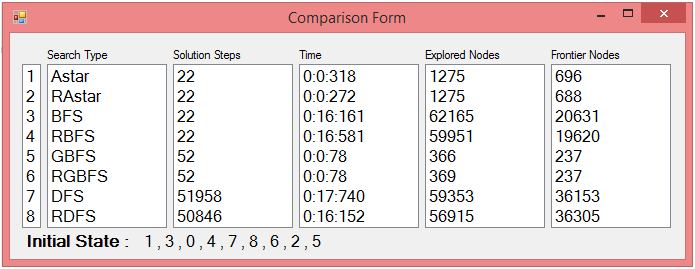 Comparison Form
Search Type Solution Steps Time Explored Nodes Frontier Nodes
1 Astar 22 0:0:318 1275 696
2 RAstar 22 0:0:272 1275 688
3 BFS 22 0:16:161 62165 20631
4 RBFS 22 0:16:581 59951 19620
5 GBFS 52 0:0:78 366 237
6 RGBFS 52 0:0:78 369 237
7 DFS 51958 0:17:740 59353 36153
8 RDFS 50846 0:16:152 56915 36305
Initial State : 1 , 3 , 0 , 4 , 7 , 8 , 6 , 2 , 5